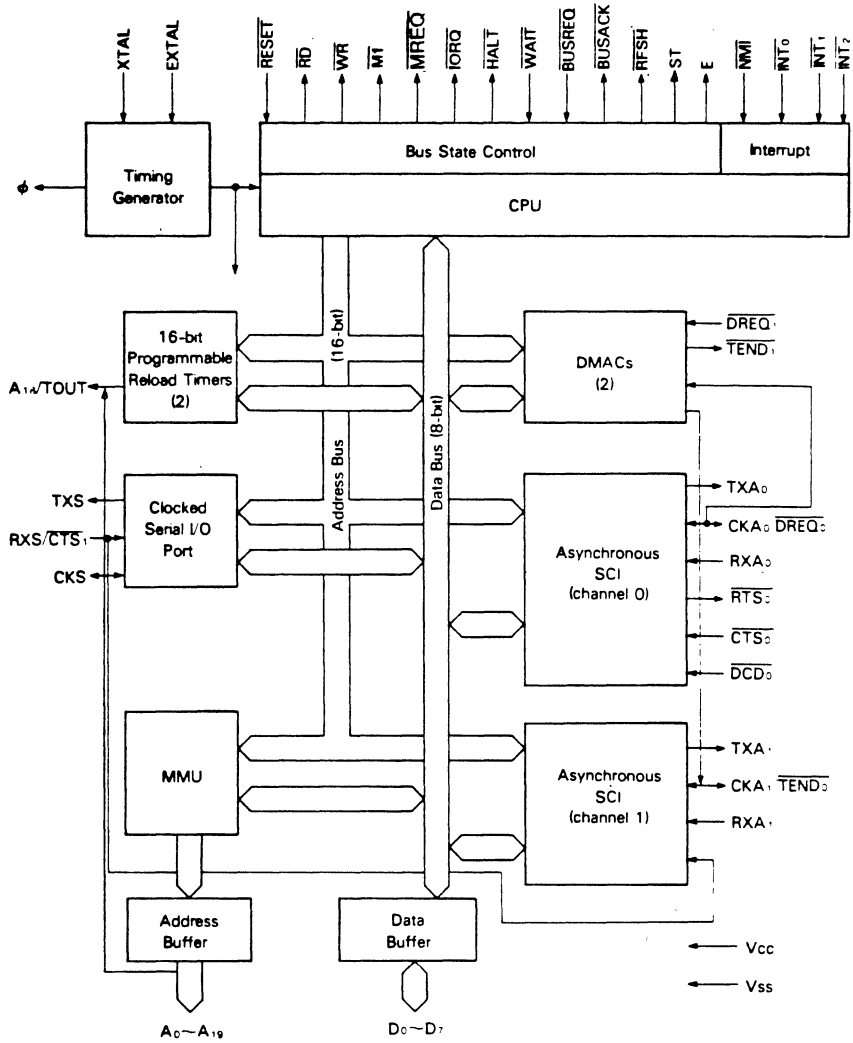 XTAL
EXTAL
RESET
RD
WR
M1
MREQ
IORQ
HALT
WAIT
BUSREQ
BUSACK
RFSH
ST
E
NMI
INT₀
INT₁
INT₂
Timing
Generator
Bus State Control
Interrupt
CPU
ϕ
16-bit
Programmable
Reload Timers
(2)
A₁₈/TOUT
Address Bus (16-bit)
Data Bus (8-bit)
DMACs
(2)
DREQ₁
TEND₁
TXS
RXS/CTS₁
CKS
Clocked
Serial I/O
Port
Asynchronous
SCI
(channel 0)
TXA₀
CKA₀ DREQ₀
RXA₀
RTS₀
CTS₀
DCD₀
MMU
Asynchronous
SCI
(channel 1)
TXA₁
CKA₁ TEND₀
RXA₁
Address
Buffer
Data
Buffer
Vcc
Vss
A₀~A₁₉
D₀~D₇